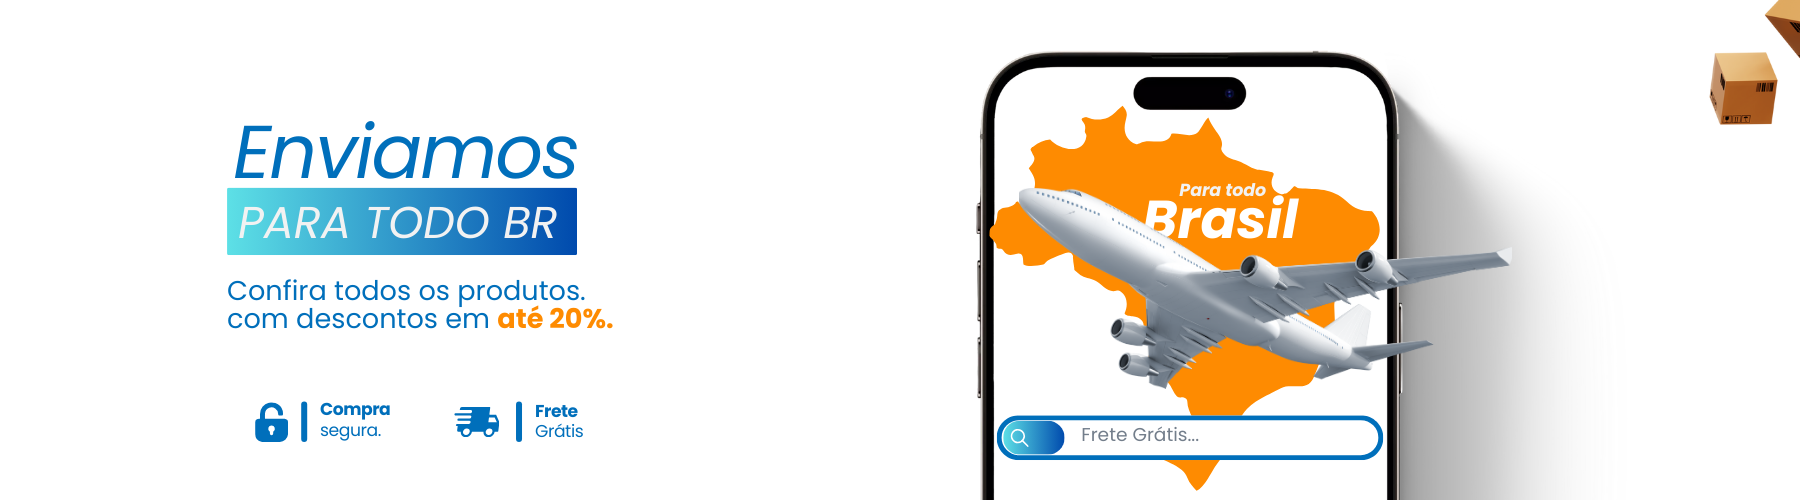 Enviamos
PARA TODO BR
Confira todos os produtos.
com descontos em até 20%.
Compra
segura.
Frete
Grátis
Para todo
Brasil
Frete Grátis...